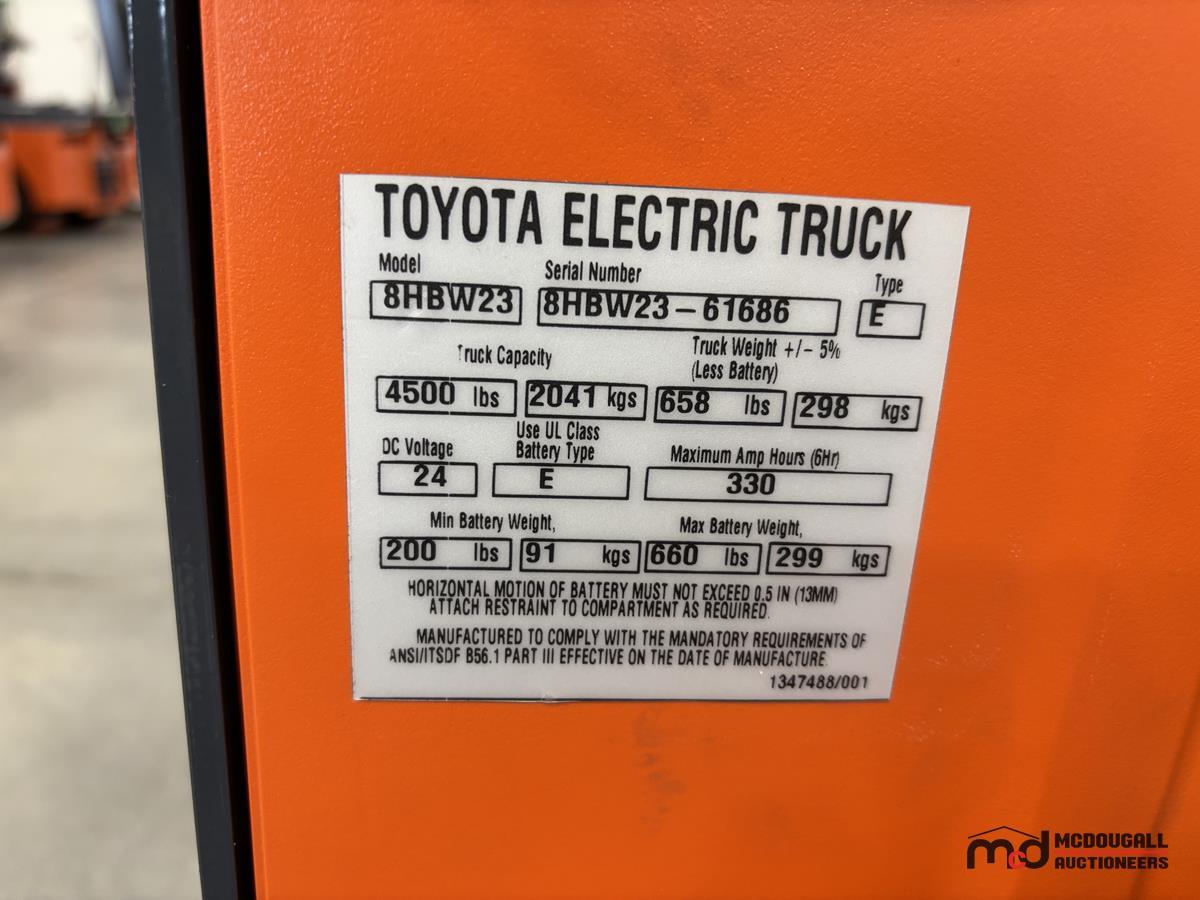 TOYOTA ELECTRIC TRUCK
Model Serial Number Type
8HBW23 8HBW23-61686 E
Truck Capacity Truck Weight +/- 5%
(Less Battery)
4500 lbs 2041 kgs 658 lbs 298 kgs
DC Voltage Use UL Class Battery Type Maximum Amp Hours (6Hr)
24 E 330
Min Battery Weight, Max Battery Weight,
200 lbs 91 kgs 660 lbs 299 kgs
HORIZONTAL MOTION OF BATTERY MUST NOT EXCEED 0.5 IN (13MM)
ATTACH RESTRAINT TO COMPARTMENT AS REQUIRED.
MANUFACTURED TO COMPLY WITH THE MANDATORY REQUIREMENTS OF
ANSI/ITSDF B56.1 PART III EFFECTIVE ON THE DATE OF MANUFACTURE.
1347488/001
mcd MCDOUGALL
AUCTIONEERS